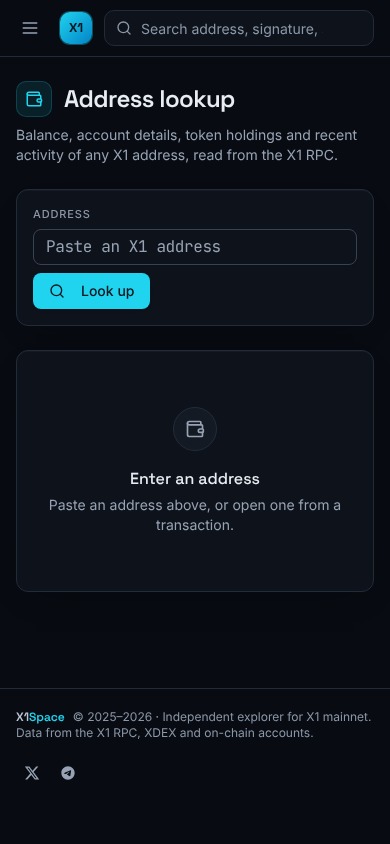 X1
Search address, signature,
Address lookup
Balance, account details, token holdings and recent
activity of any X1 address, read from the X1 RPC.
ADDRESS
Paste an X1 address
Look up
Enter an address
Paste an address above, or open one from a
transaction.
X1Space © 2025–2026 · Independent explorer for X1 mainnet.
Data from the X1 RPC, XDEX and on-chain accounts.